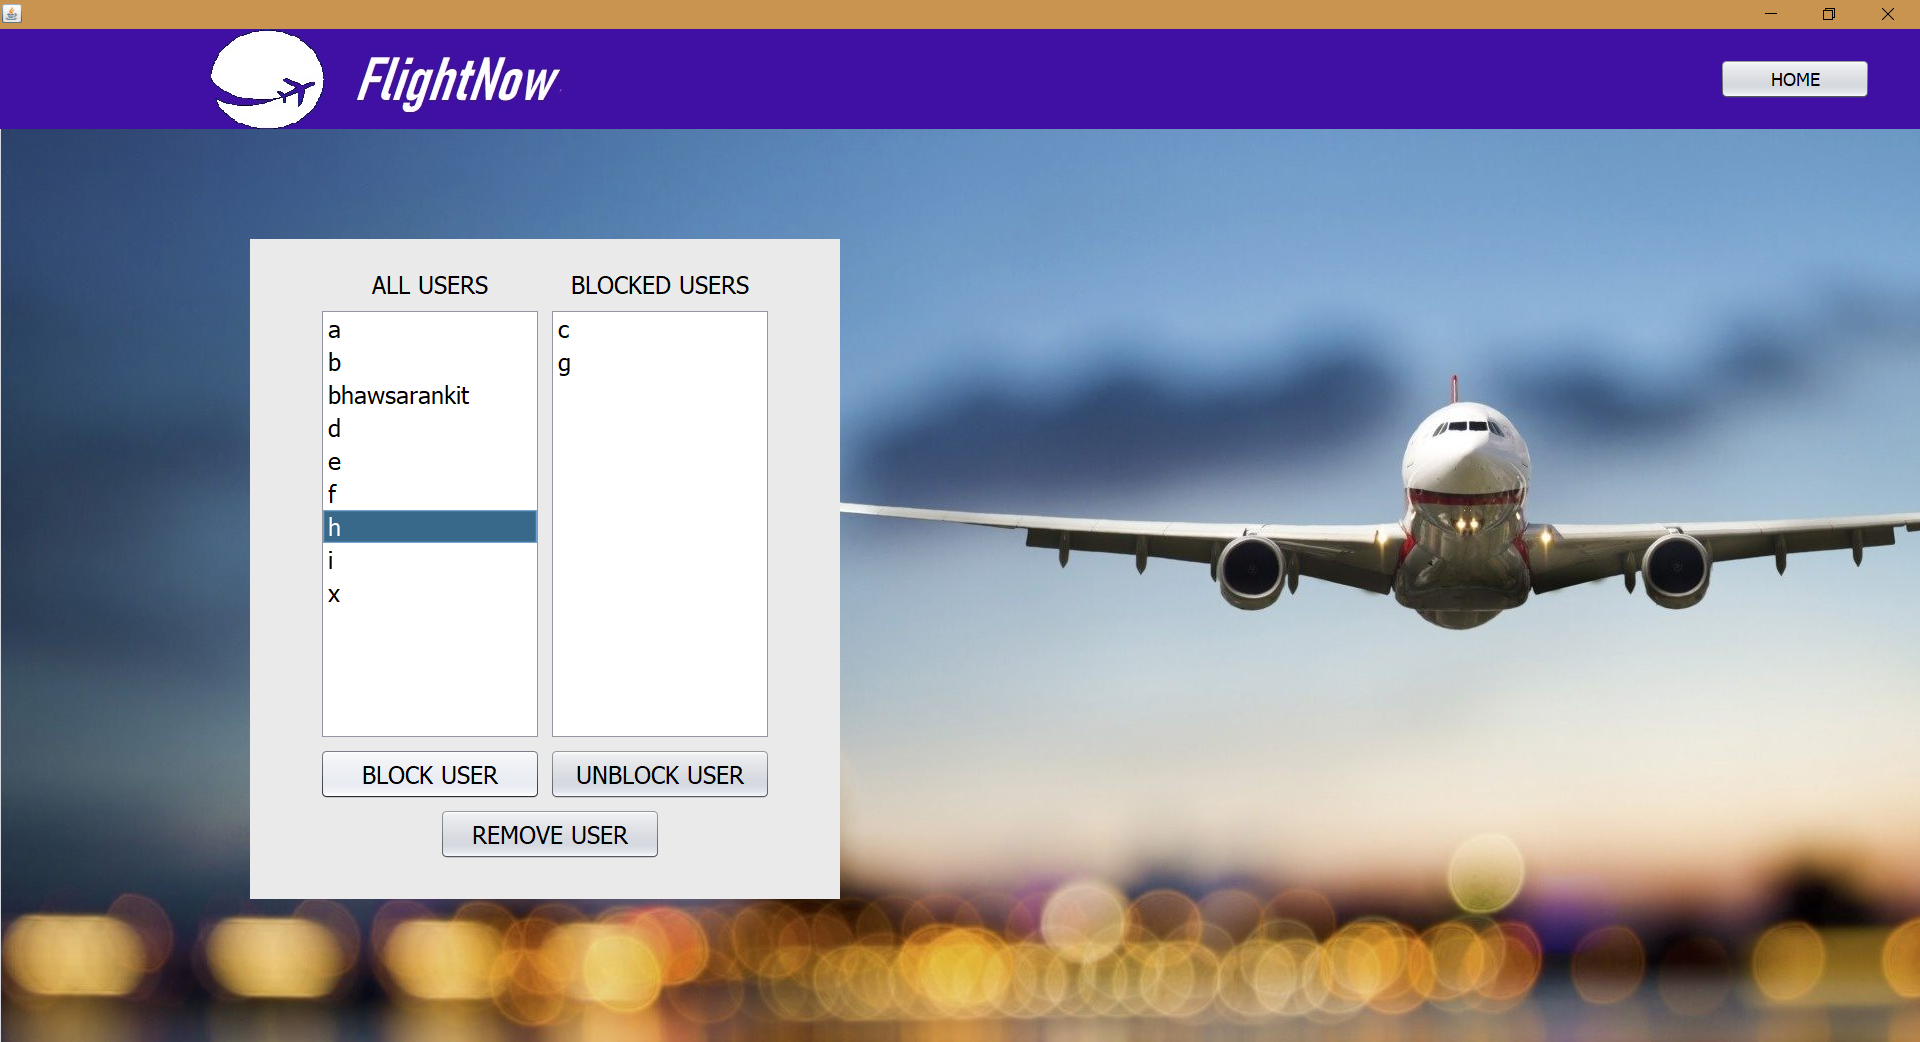 FlightNow
HOME
ALL USERS
BLOCKED USERS
a
b
bhawsarankit
d
e
f
h
i
x
c
g
BLOCK USER
UNBLOCK USER
REMOVE USER